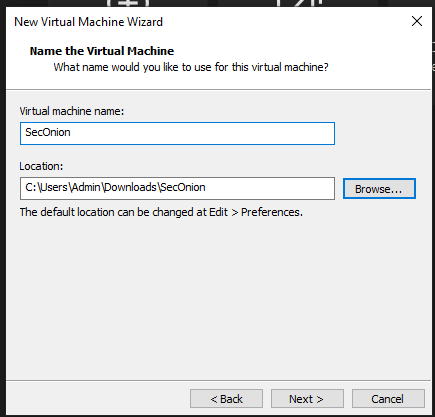 New Virtual Machine Wizard
Name the Virtual Machine
What name would you like to use for this virtual machine?
Virtual machine name:
SecOnion
Location:
C:\Users\Admin\Downloads\SecOnion
Browse...
The default location can be changed at Edit > Preferences.
< Back
Next >
Cancel